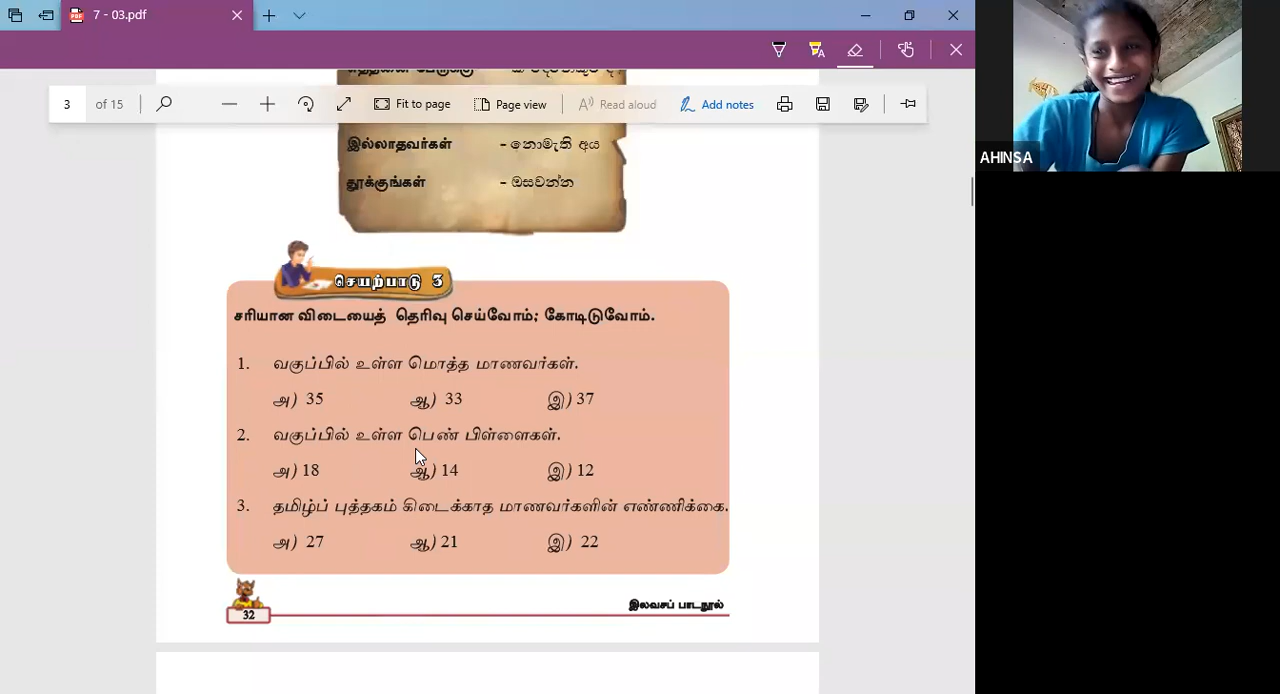 7 - 03.pdf
3 of 15
Fit to page
Page view
Read aloud
Add notes
AHINSA
இல்லாதவர்கள் - නොමැති අය
தூக்குங்கள் - ඔසවන්න
செயற்பாடு 3
சரியான விடையைத் தெரிவு செய்வோம்; கோடிடுவோம்.
1. வகுப்பில் உள்ள மொத்த மாணவர்கள்.
அ) 35 ஆ) 33 இ) 37
2. வகுப்பில் உள்ள பெண் பிள்ளைகள்.
அ) 18 ஆ) 14 இ) 12
3. தமிழ்ப் புத்தகம் கிடைக்காத மாணவர்களின் எண்ணிக்கை.
அ) 27 ஆ) 21 இ) 22
32
இலவசப் பாடநூல்